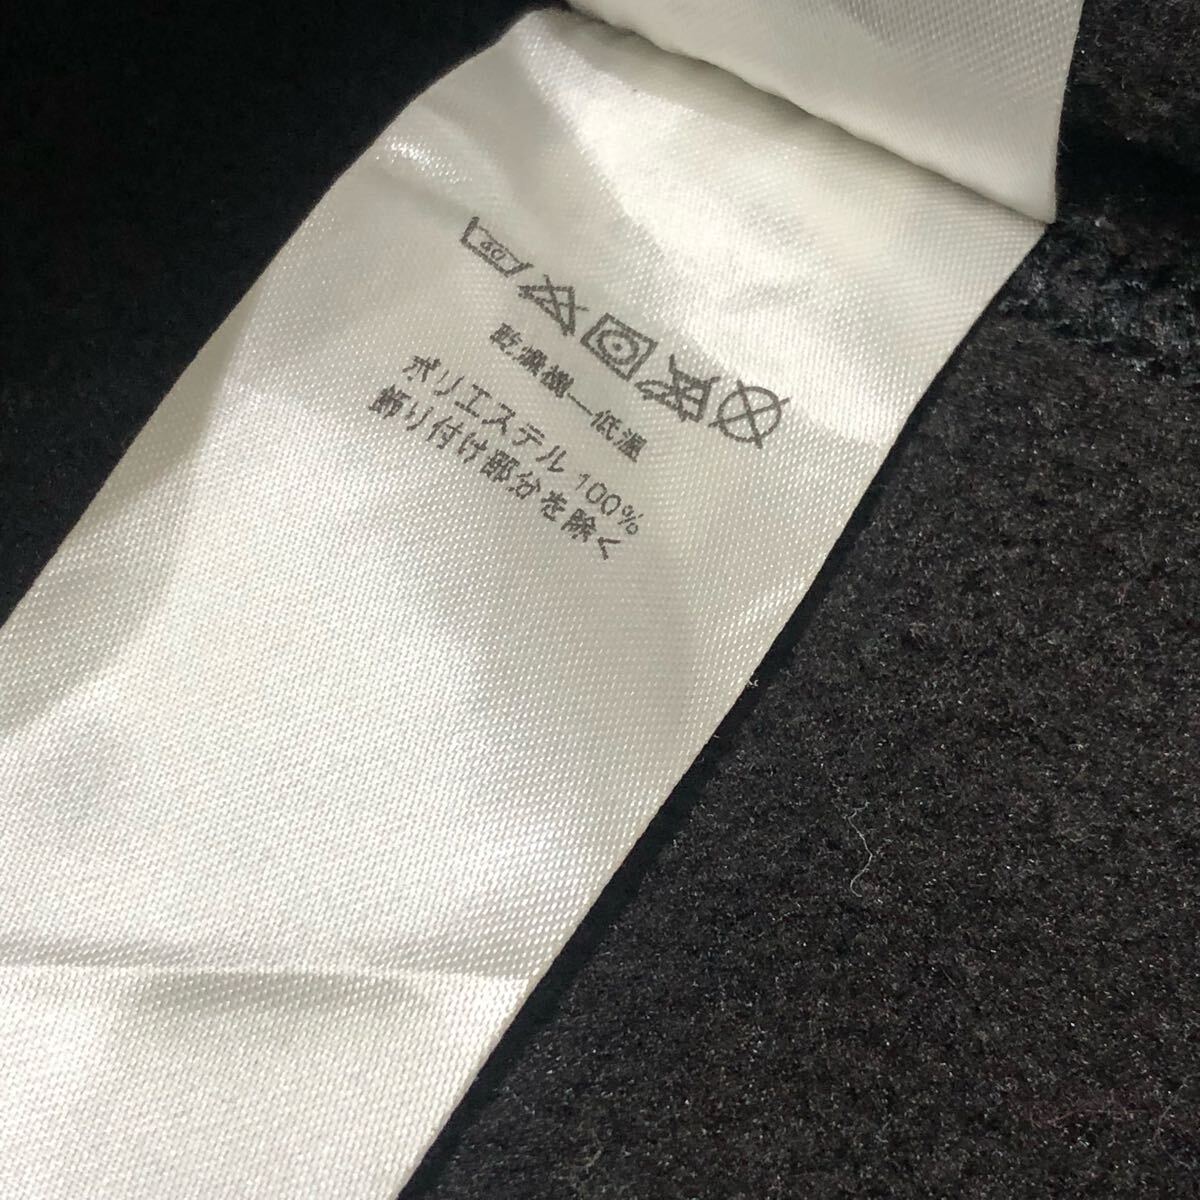 40
乾燥機—低温
ポリエステル 100%
飾り付け部分を除く